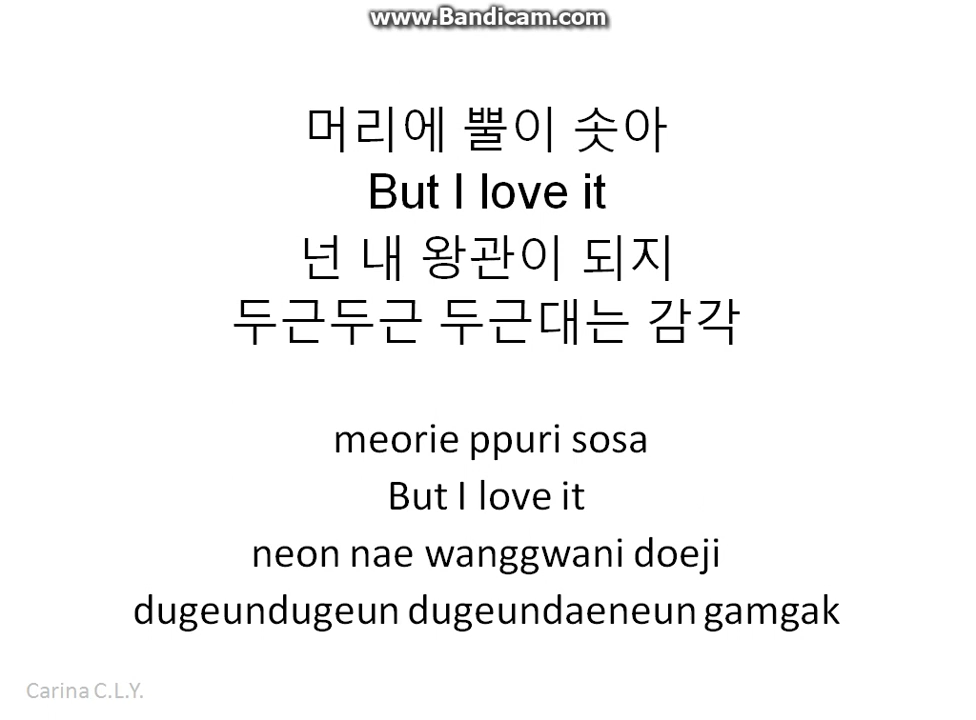 www.Bandicam.com
머리에 뿔이 솟아
But I love it
넌 내 왕관이 되지
두근두근 두근대는 감각
meorie ppuri sosa
But I love it
neon nae wanggwani doeji
dugeundugeun dugeundaeneun gamgak
Carina C.L.Y.